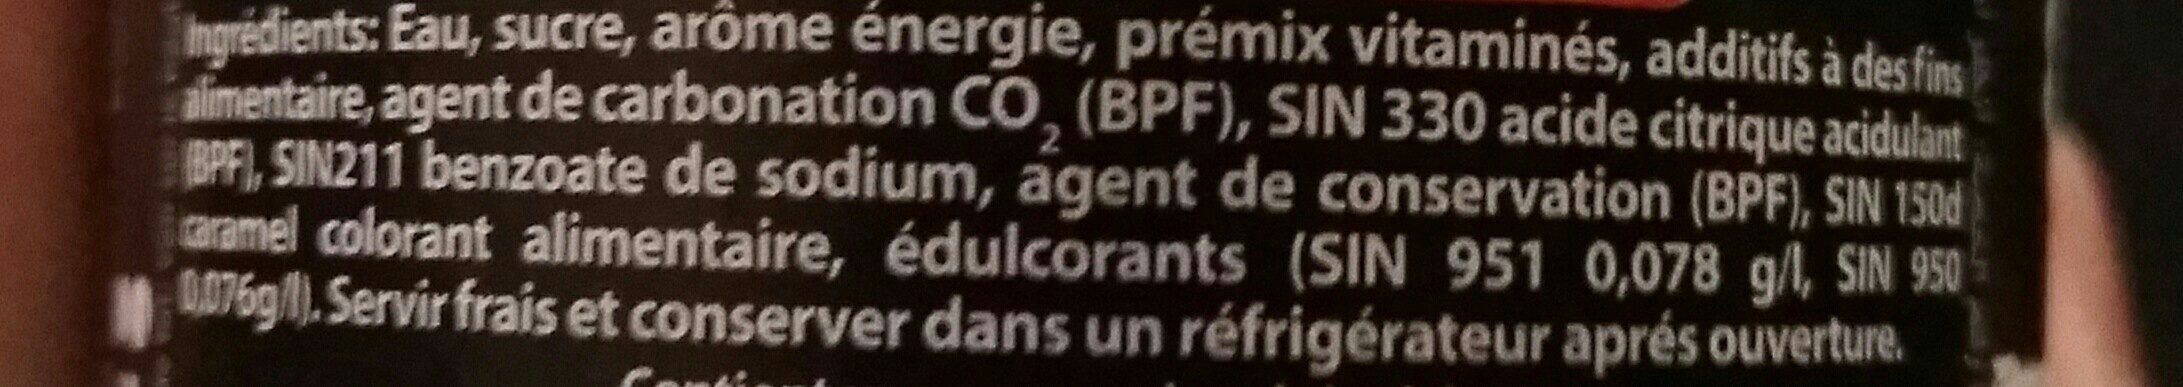 Ingrédients: Eau, sucre, arôme énergie, prémix vitaminés, additifs à des fins
alimentaire, agent de carbonation CO₂ (BPF), SIN 330 acide citrique acidulant
(BPF), SIN211 benzoate de sodium, agent de conservation (BPF), SIN 150d
caramel colorant alimentaire, édulcorants (SIN 951 0,078 g/l, SIN 950
0,076g/l). Servir frais et conserver dans un réfrigérateur aprés ouverture.